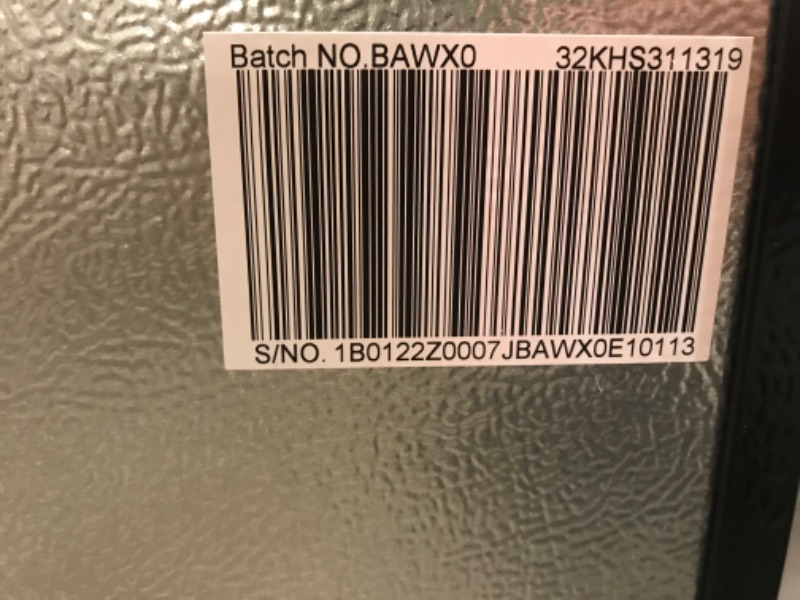 Batch NO.BAWX0 32KHS311319
S/NO. 1B0122Z0007JBAWX0E10113